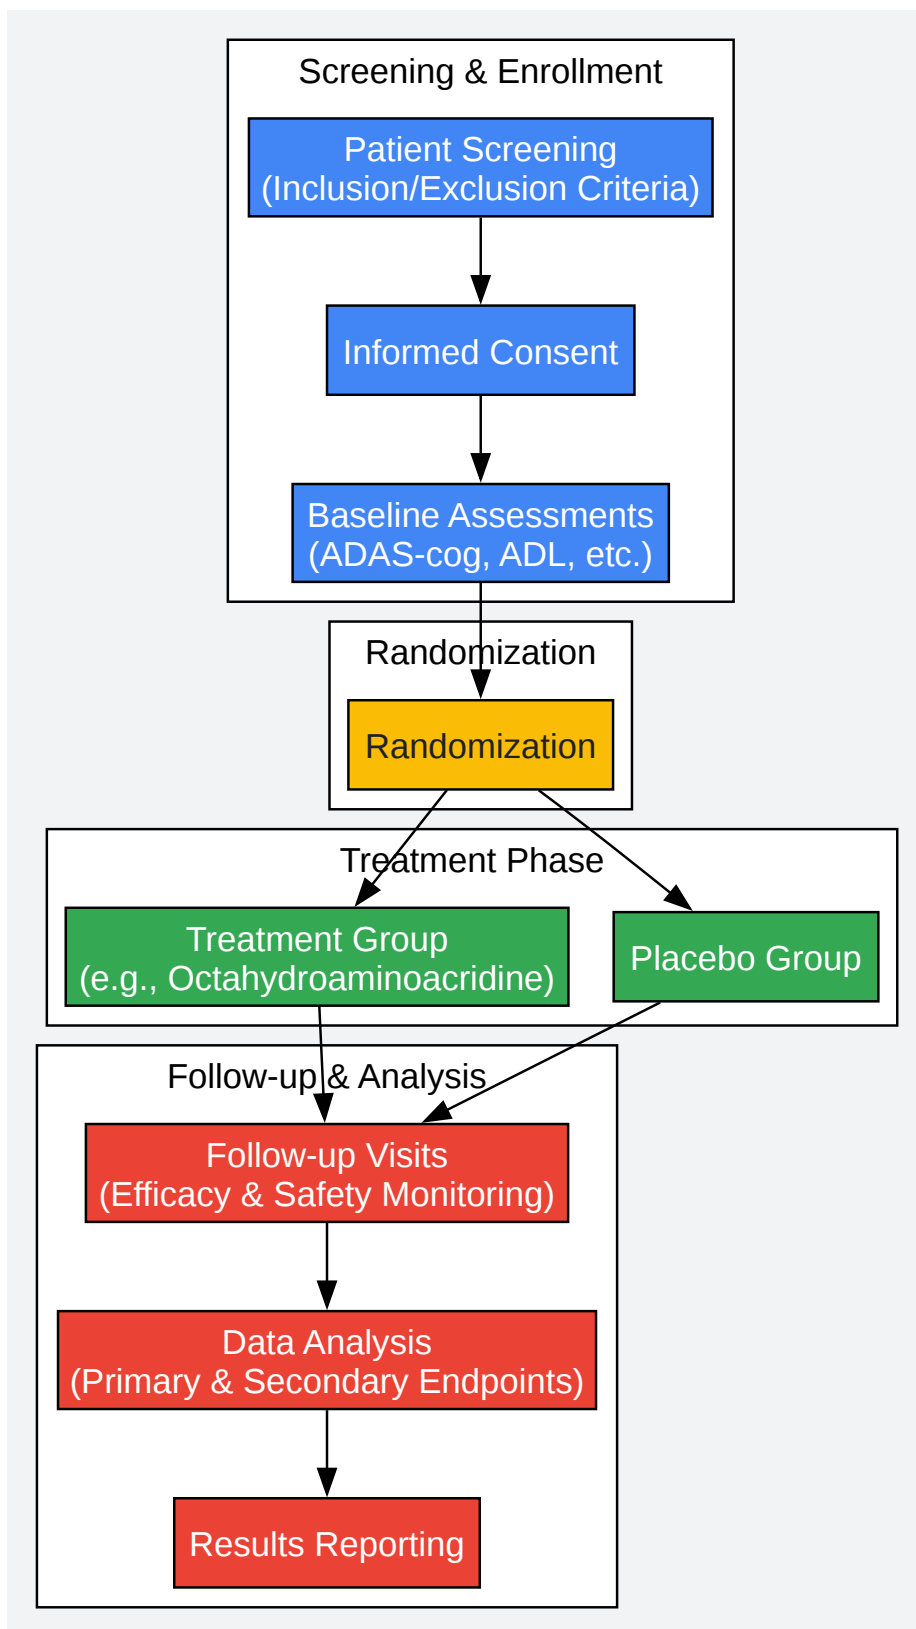 Screening & Enrollment
Patient Screening
(Inclusion/Exclusion Criteria)
Informed Consent
Baseline Assessments
(ADAS-cog, ADL, etc.)
Randomization
Randomization
Treatment Phase
Treatment Group
(e.g., Octahydroaminoacridine)
Placebo Group
Follow-up & Analysis
Follow-up Visits
(Efficacy & Safety Monitoring)
Data Analysis
(Primary & Secondary Endpoints)
Results Reporting